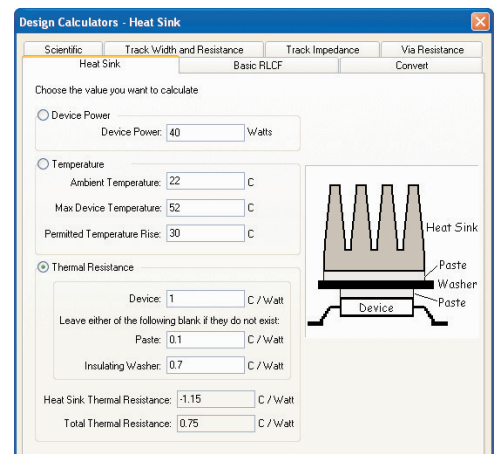 Design Calculators - Heat Sink
Scientific
Track Width and Resistance
Track Impedance
Via Resistance
Heat Sink
Basic RLCF
Convert
Choose the value you want to calculate
Device Power
Device Power: 40 Watts
Temperature
Ambient Temperature: 22 C
Max Device Temperature: 52 C
Permitted Temperature Rise: 30 C
Thermal Resistance
Device: 1 C / Watt
Leave either of the following blank if they do not exist:
Paste: 0.1 C / Watt
Insulating Washer: 0.7 C / Watt
Heat Sink Thermal Resistance: -1.15 C / Watt
Total Thermal Resistance: 0.75 C / Watt
Heat Sink
Paste
Washer
Paste
Device